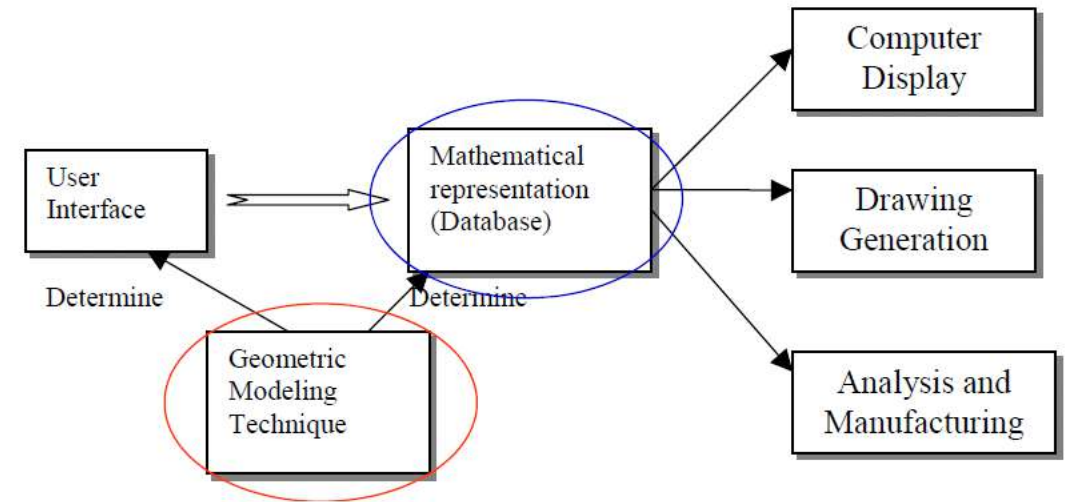 User
Interface
Determine
Geometric
Modeling
Technique
Determine
Mathematical
representation
(Database)
Computer
Display
Drawing
Generation
Analysis and
Manufacturing